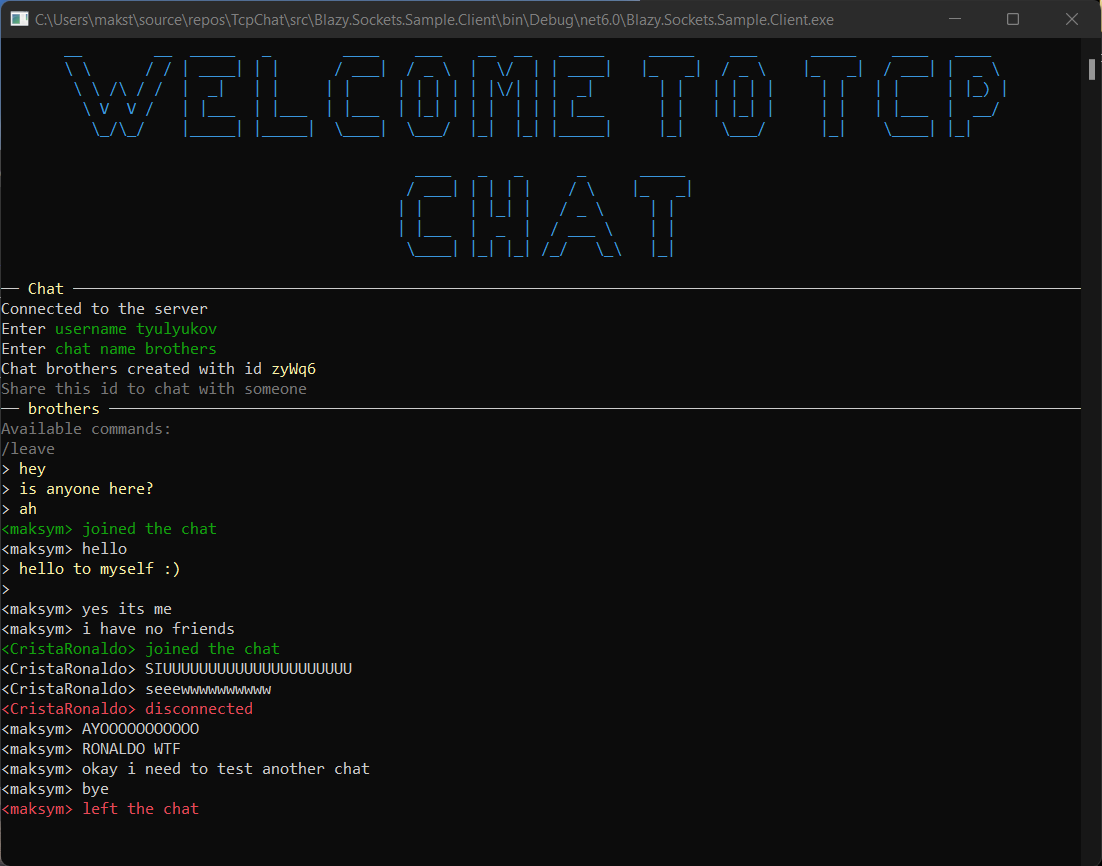 C:\Users\makst\source\repos\TcpChat\src\Blazy.Sockets.Sample.Client\bin\Debug\net6.0\Blazy.Sockets.Sample.Client.exe
WELCOME TO TCP
CHAT
Chat
Connected to the server
Enter username tyulyukov
Enter chat name brothers
Chat brothers created with id zyWq6
Share this id to chat with someone
brothers
Available commands:
/leave
> hey
> is anyone here?
> ah
<maksym> joined the chat
<maksym> hello
> hello to myself :)
>
<maksym> yes its me
<maksym> i have no friends
<CristaRonaldo> joined the chat
<CristaRonaldo> SIUUUUUUUUUUUUUUUUUUUUU
<CristaRonaldo> seeewwwwwwwwww
<CristaRonaldo> disconnected
<maksym> AYOOOOOOOOOOO
<maksym> RONALDO WTF
<maksym> okay i need to test another chat
<maksym> bye
<maksym> left the chat